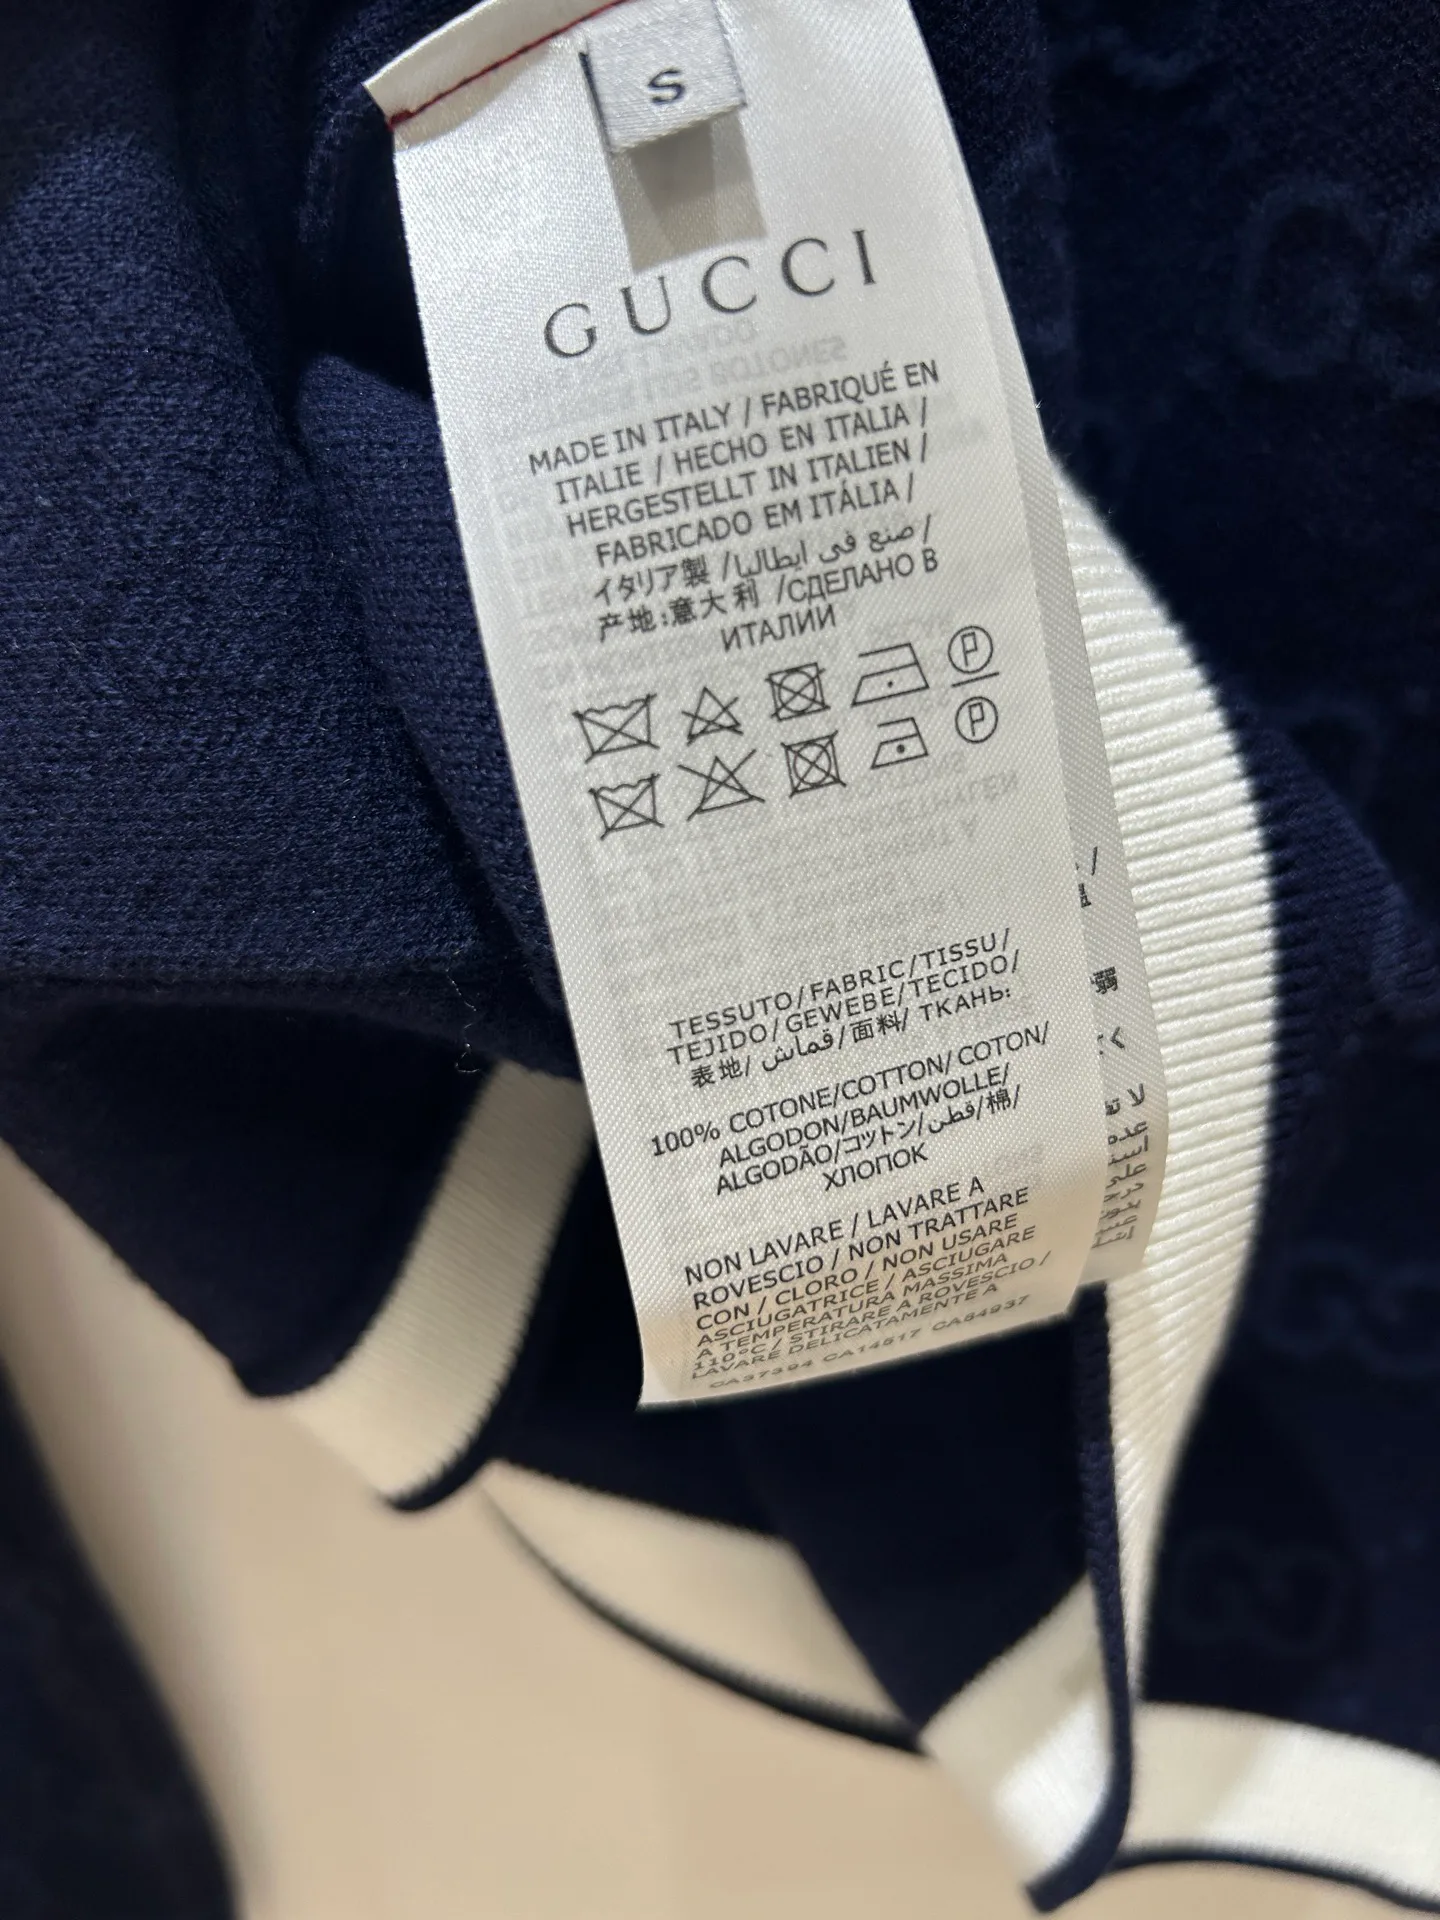 S
GUCCI
MADE IN ITALY / FABRIQUÉ EN
ITALIE / HECHO EN ITALIA /
HERGESTELLT IN ITALIEN /
FABRICADO EM ITÁLIA /
イタリア製 /صنع في ايطاليا /
产地:意大利 /СДЕЛАНО В
ИТАЛИИ
TESSUTO/FABRIC/TISSU/
TEJIDO/GEWEBE/TECIDO/
表地/ قماش/面料/ ТКАНЬ:
100% COTONE/COTTON/COTON/
ALGODON/BAUMWOLLE/
ALGODÃO/コットン/قطن/棉/
ХЛОПОК
NON LAVARE / LAVARE A
ROVESCIO / NON TRATTARE
CON / CLORO / NON USARE
ASCIUGATRICE / ASCIUGARE
A TEMPERATURA MASSIMA
110°C / STIRARE A ROVESCIO /
LAVARE DELICATAMENTE A
CA37394 CA14517 CA84937